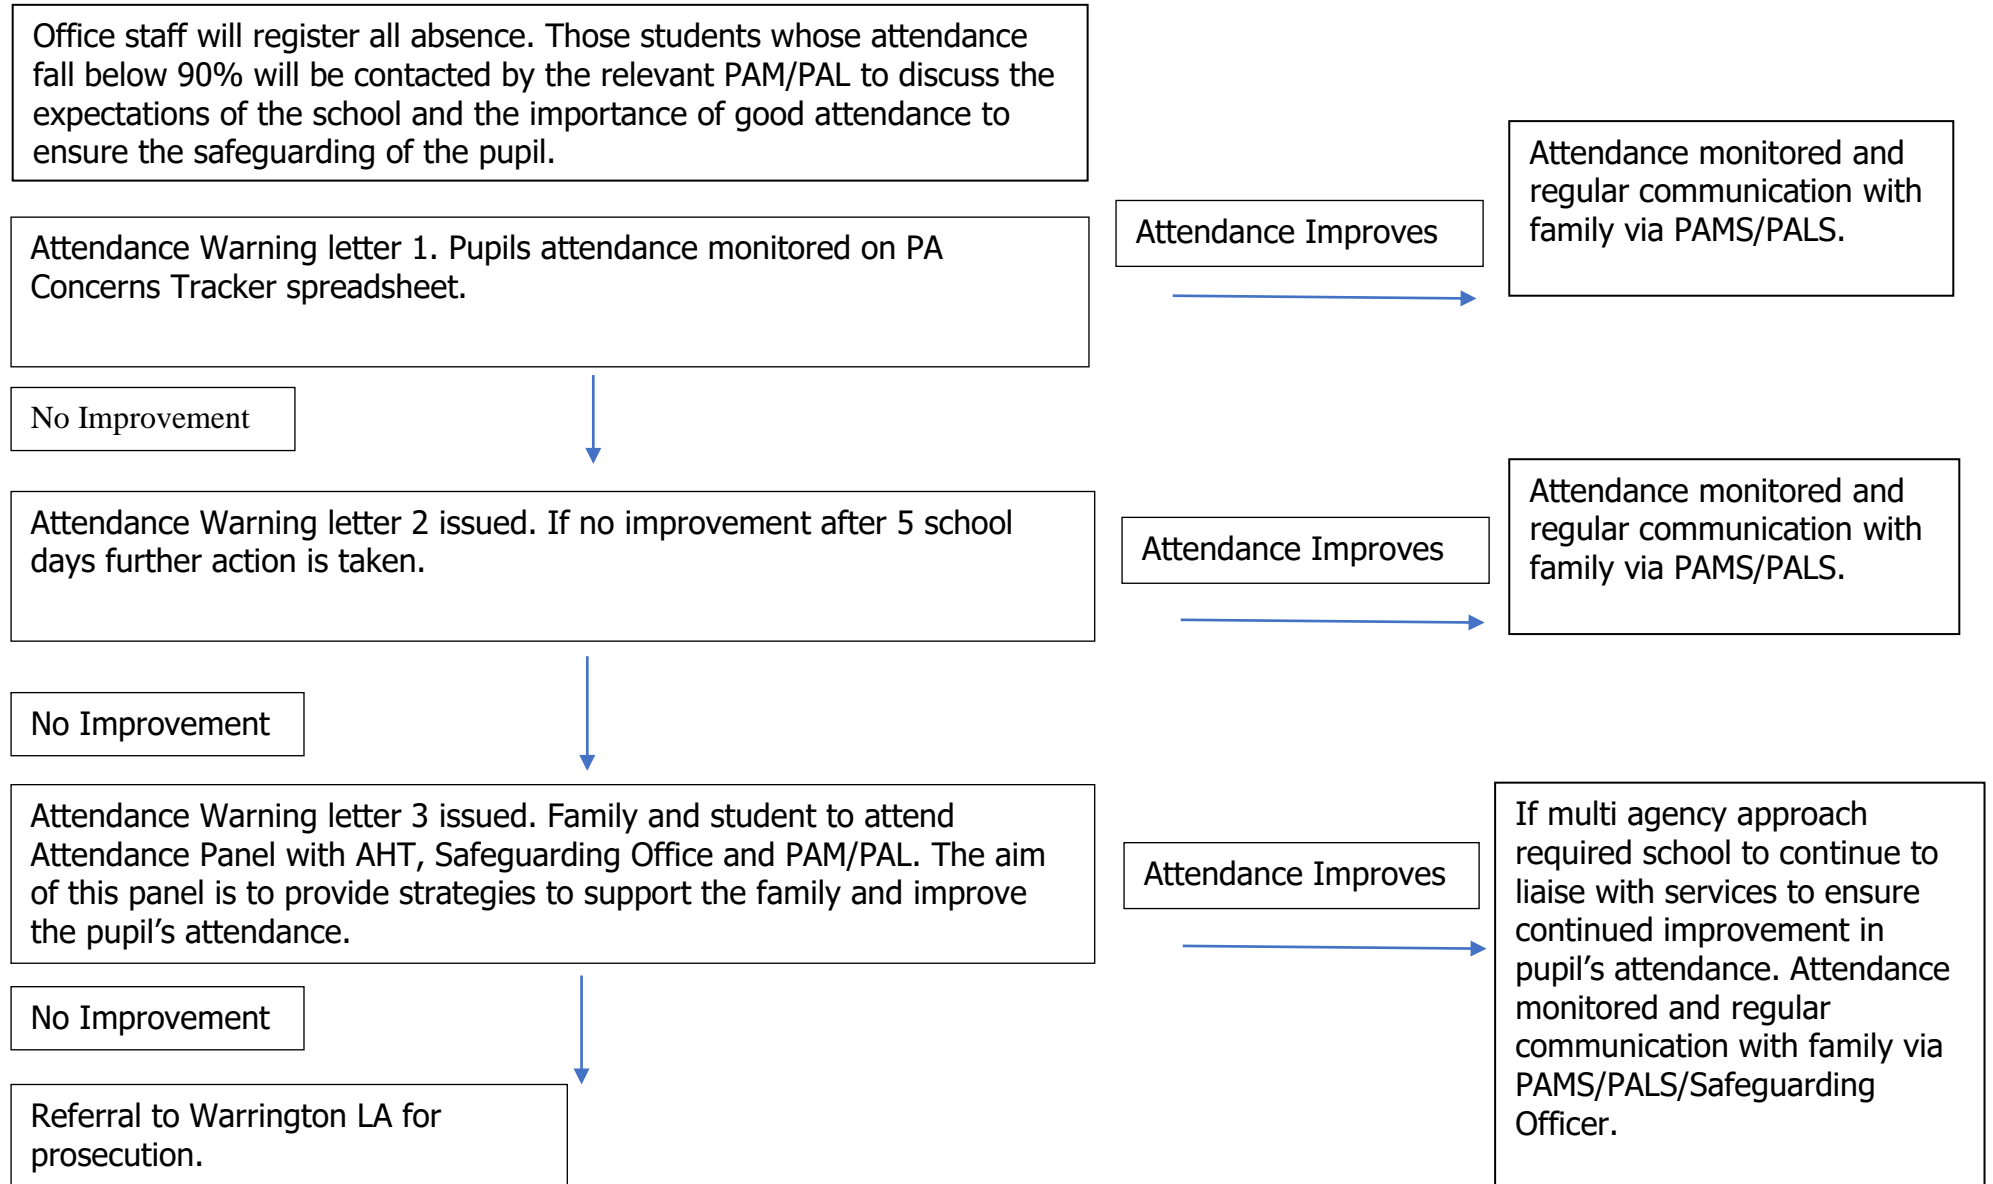 Office staff will register all absence. Those students whose attendance
fall below 90% will be contacted by the relevant PAM/PAL to discuss the
expectations of the school and the importance of good attendance to
ensure the safeguarding of the pupil.
Attendance Warning letter 1. Pupils attendance monitored on PA
Concerns Tracker spreadsheet.
Attendance Improves
Attendance monitored and
regular communication with
family via PAMS/PALS.
No Improvement
Attendance Warning letter 2 issued. If no improvement after 5 school
days further action is taken.
Attendance Improves
Attendance monitored and
regular communication with
family via PAMS/PALS.
No Improvement
Attendance Warning letter 3 issued. Family and student to attend
Attendance Panel with AHT, Safeguarding Office and PAM/PAL. The aim
of this panel is to provide strategies to support the family and improve
the pupil’s attendance.
Attendance Improves
If multi agency approach
required school to continue to
liaise with services to ensure
continued improvement in
pupil’s attendance. Attendance
monitored and regular
communication with family via
PAMS/PALS/Safeguarding
Officer.
No Improvement
Referral to Warrington LA for
prosecution.